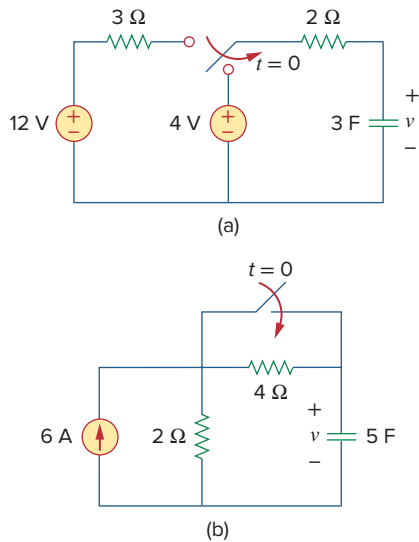 3 Ω 2 Ω
t = 0
12 V + − 4 V + − 3 F + v −
(a)
t = 0
4 Ω
6 A 2 Ω + v − 5 F
(b)